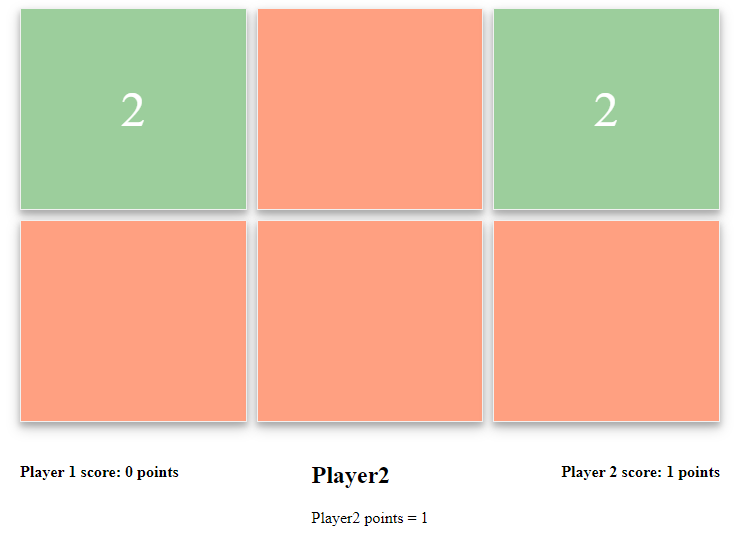 2 2
Player 1 score: 0 points
Player2
Player 2 score: 1 points
Player2 points = 1